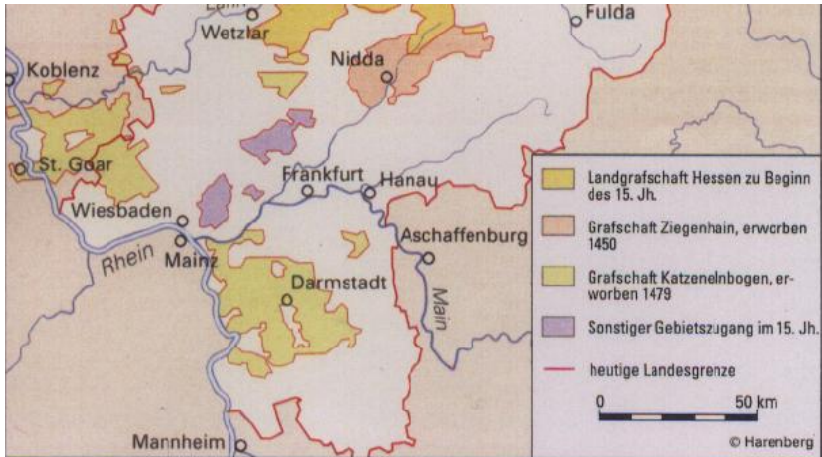 Lahn
Wetzlar
Fulda
Koblenz
Nidda
St. Goar
Frankfurt
Hanau
Wiesbaden
Mainz
Rhein
Aschaffenburg
Darmstadt
Main
Mannheim
Landgrafschaft Hessen zu Beginn
des 15. Jh.
Grafschaft Ziegenhain, erworben
1450
Grafschaft Katzenelnbogen, er-
worben 1479
Sonstiger Gebietszugang im 15. Jh.
heutige Landesgrenze
0 50 km
© Harenberg